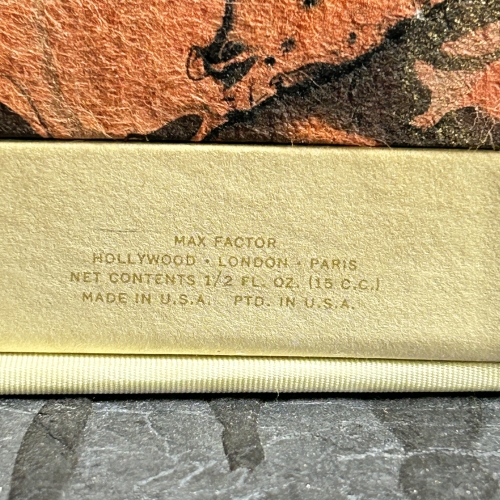 MAX FACTOR
HOLLYWOOD • LONDON • PARIS
NET CONTENTS 1/2 FL. OZ. (15 C.C.)
MADE IN U.S.A. PTD. IN U.S.A.